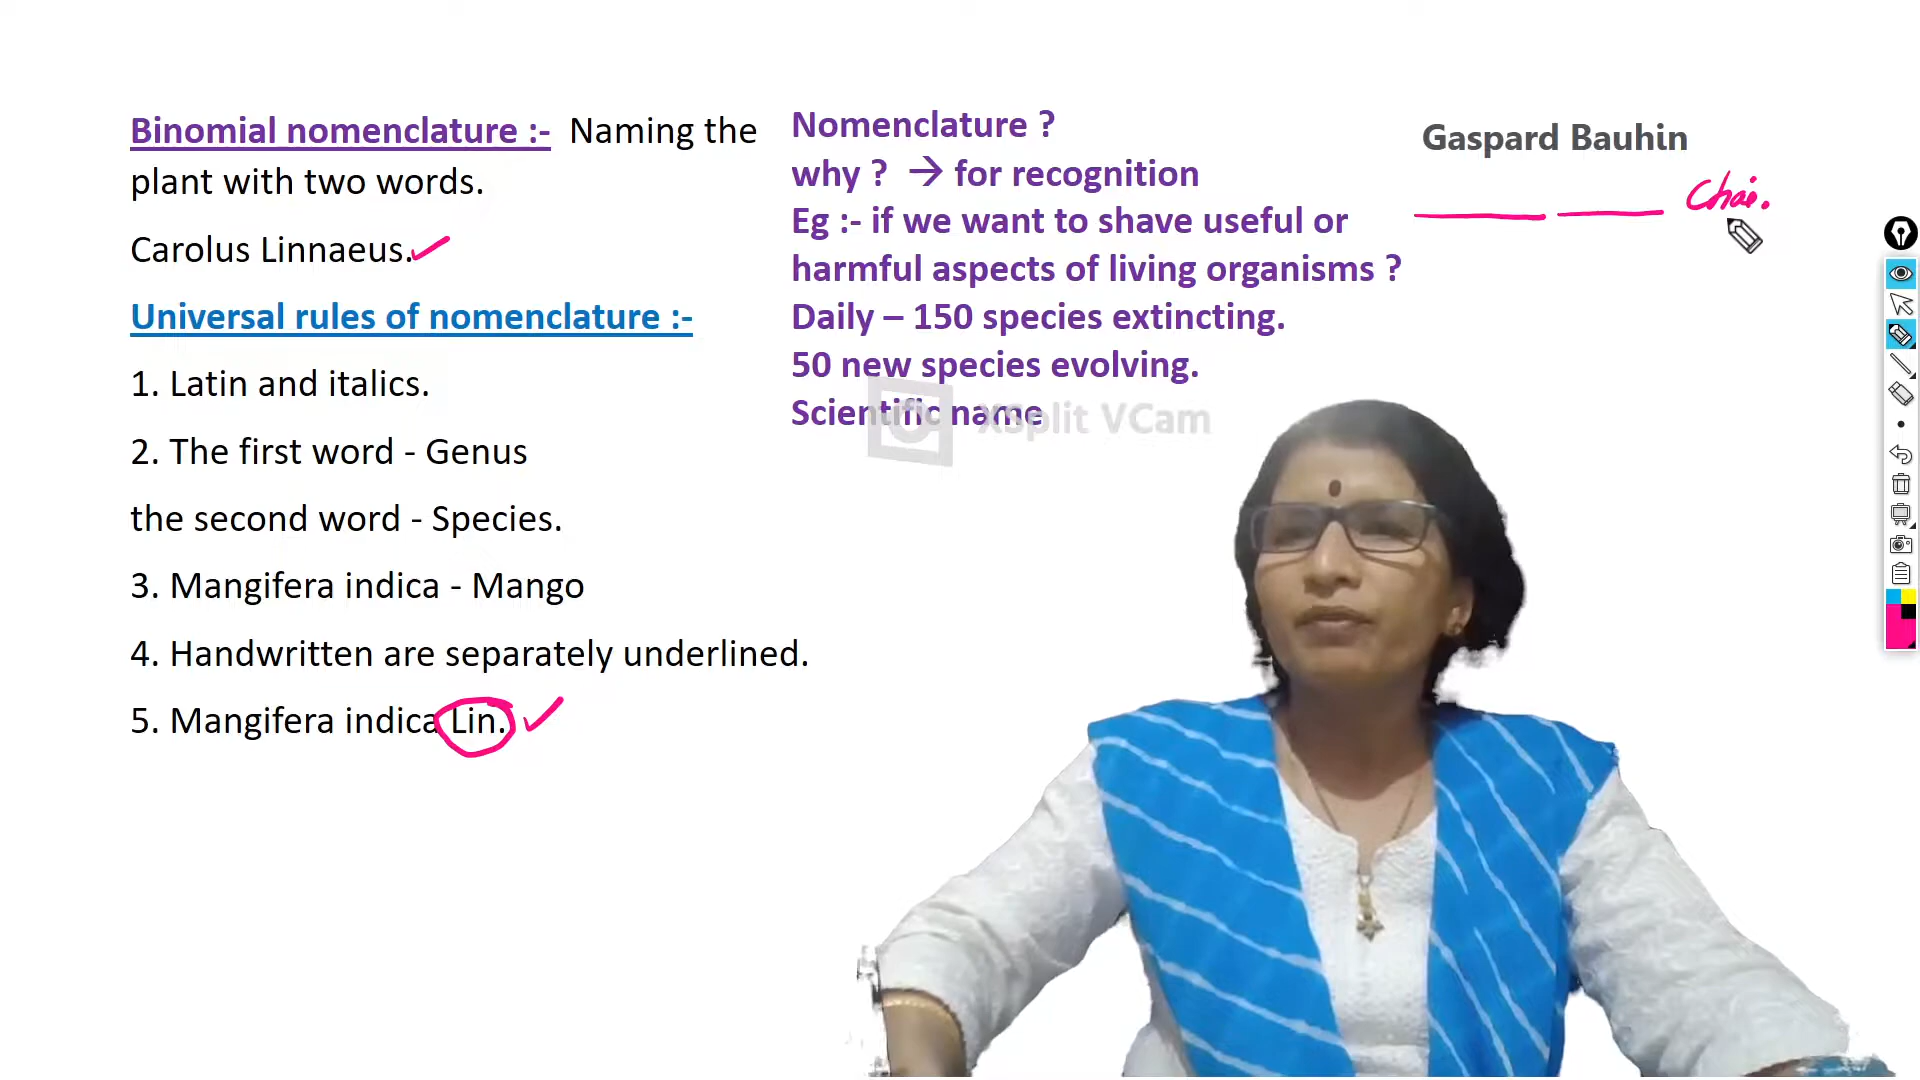 Binomial nomenclature :- Naming the
plant with two words.
Carolus Linnaeus.
Universal rules of nomenclature :-
1. Latin and italics.
2. The first word - Genus
the second word - Species.
3. Mangifera indica - Mango
4. Handwritten are separately underlined.
5. Mangifera indica Lin.
Nomenclature ?
why ? → for recognition
Eg :- if we want to shave useful or
harmful aspects of living organisms ?
Daily – 150 species extincting.
50 new species evolving.
Scientific name
XSplit VCam
Gaspard Bauhin
Chai.